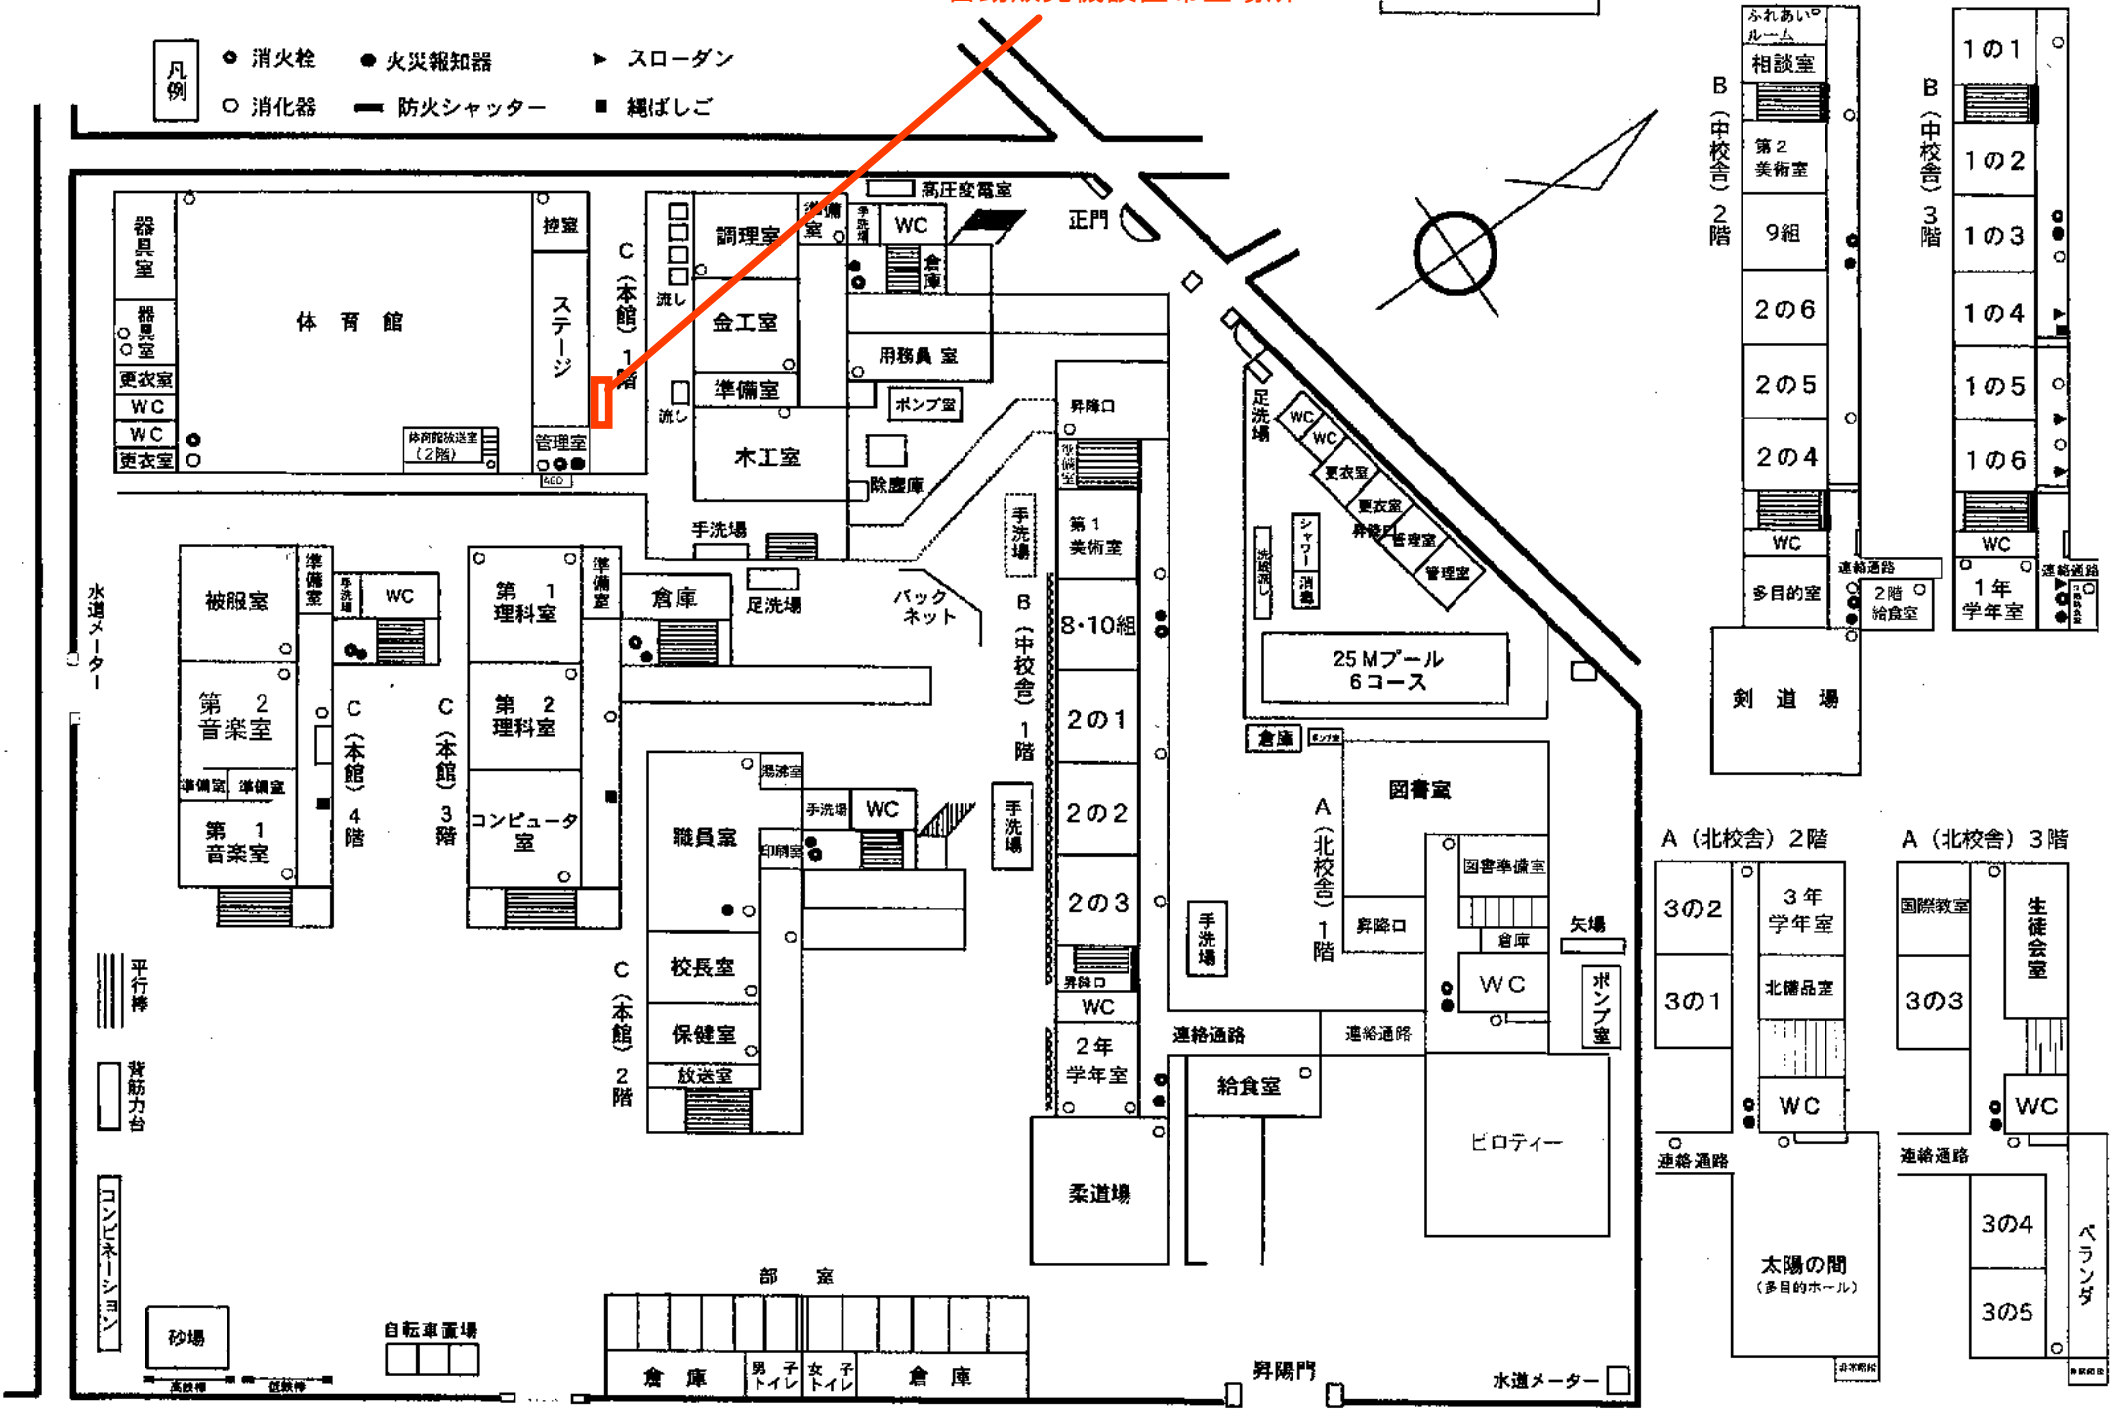 凡例
消火栓
火災報知器
スローダン
消化器
防火シャッター
縄ばしご
高圧変電室
正門
器具室
体育館
控室
ステージ
器具室
更衣室
WC
WC
更衣室
体育館放送室
(2階)
管理室
AED
C(本館)1階
流し
流し
調理室
準備室
手洗場
WC
倉庫
金工室
準備室
用務員室
ポンプ室
木工室
除塵庫
手洗場
足洗場
バックネット
水道メーター
被服室
準備室
手洗場
WC
第2
音楽室
準備室
準備室
第1
音楽室
C(本館)4階
第1
理科室
準備室
倉庫
第2
理科室
コンピュータ
室
C(本館)3階
職員室
湯沸室
手洗場
WC
印刷室
校長室
保健室
放送室
C(本館)2階
昇降口
準備室
手洗場
第1
美術室
8・10組
2の1
2の2
2の3
B(中校舎)1階
手洗場
昇降口
WC
2年
学年室
柔道場
連絡通路
連絡通路
給食室
手洗場
足洗場
WC
WC
更衣室
更衣室
昇降口
管理室
管理室
シャワー
25Mプール
6コース
倉庫
図書室
図書準備室
A(北校舎)1階
昇降口
倉庫
WC
矢場
ポンプ室
ピロティー
平行棒
背筋力台
コンビネーション
砂場
高鉄棒
低鉄棒
自転車置場
部室
倉庫
男子
トイレ
女子
トイレ
倉庫
昇陽門
水道メーター
B(中校舎)2階
ふれあい
ルーム
相談室
第2
美術室
9組
2の6
2の5
2の4
WC
多目的室
連絡通路
2階
給食室
剣道場
B(中校舎)3階
1の1
1の2
1の3
1の4
1の5
1の6
WC
1年
学年室
連絡通路
A(北校舎)2階
3の2
3年
学年室
3の1
北備品室
WC
連絡通路
太陽の間
(多目的ホール)
A(北校舎)3階
国際教室
生徒会室
3の3
WC
連絡通路
3の4
3の5
ベランダ